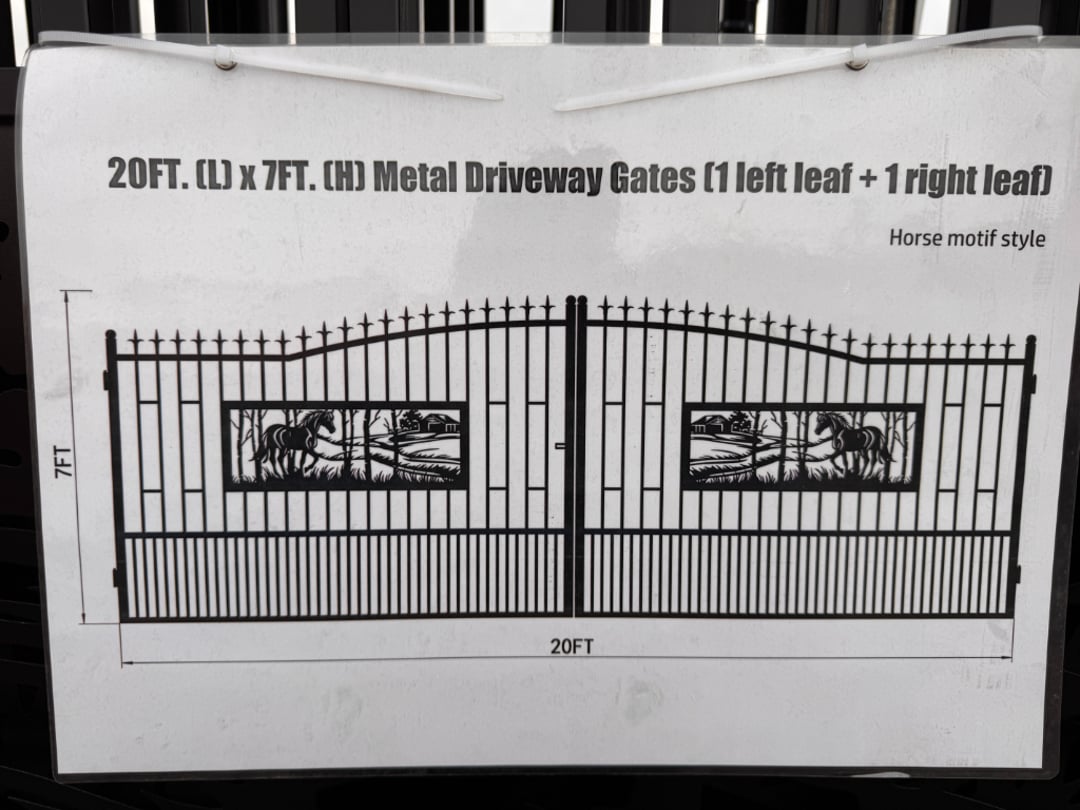 20FT. (L) x 7FT. (H) Metal Driveway Gates (1 left leaf + 1 right leaf)
Horse motif style
7FT
20FT